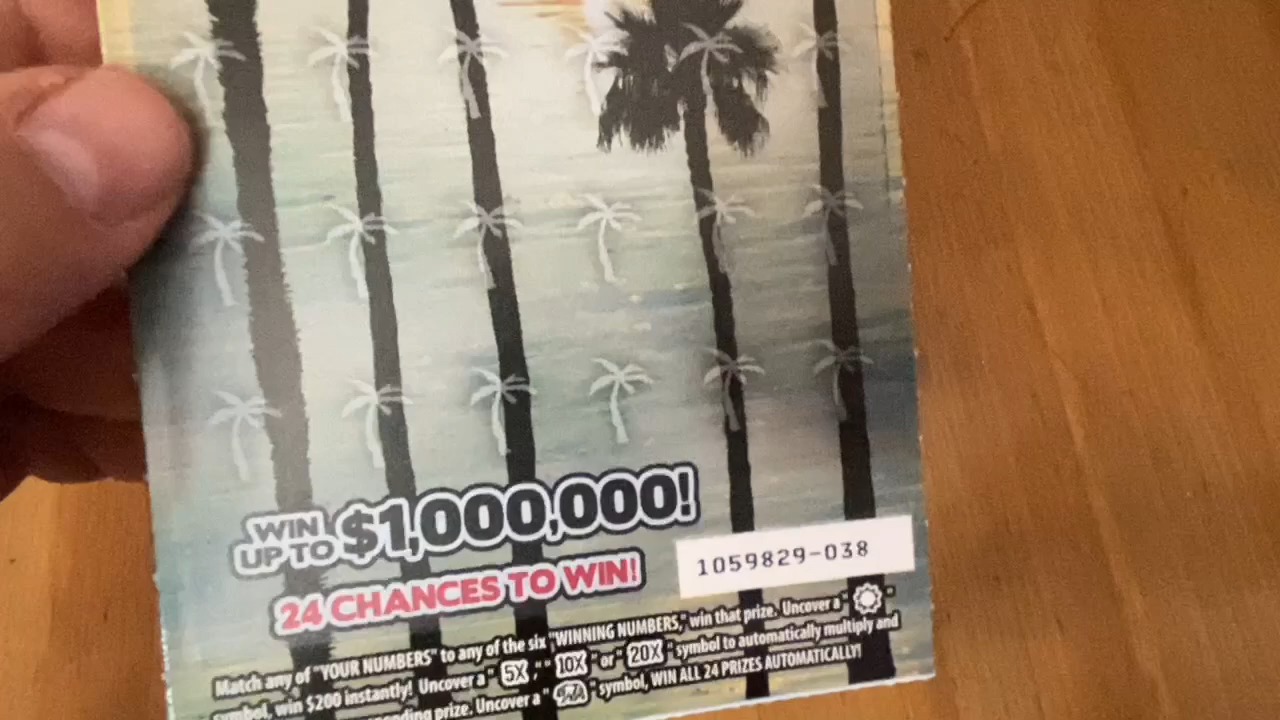 WIN
UP TO $1,000,000!
24 CHANCES TO WIN!
1059829-038
Match any of "YOUR NUMBERS" to any of the six "WINNING NUMBERS," win that prize. Uncover a " "
symbol, win $200 instantly! Uncover a "5X," "10X" or "20X" symbol to automatically multiply and
prize. Uncover a " " symbol, WIN ALL 24 PRIZES AUTOMATICALLY!